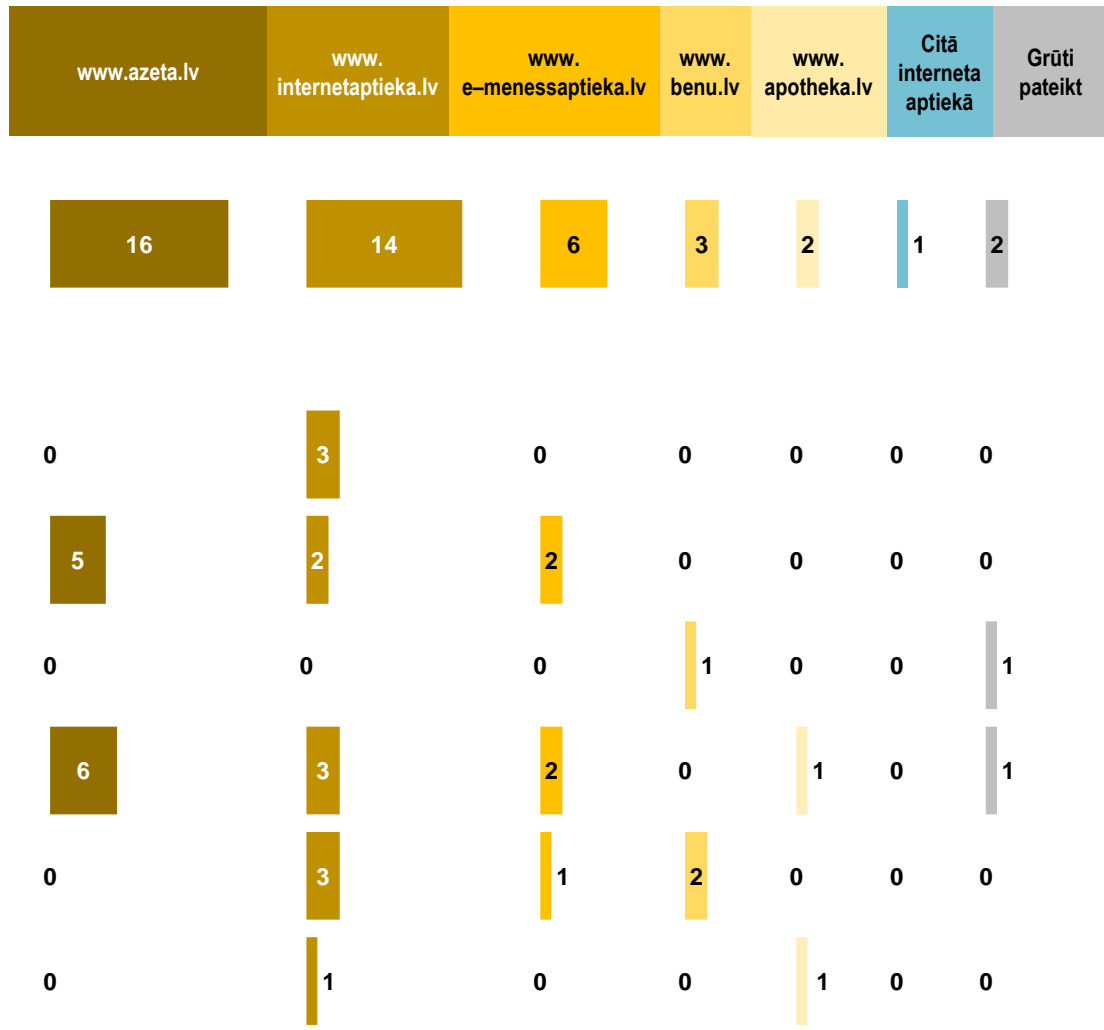 www.azeta.lv
www.
internetaptieka.lv
www.
e–menessaptieka.lv
www.
benu.lv
www.
apotheka.lv
Citā
interneta
aptiekā
Grūti
pateikt
16 14 6 3 2 1 2
0 3 0 0 0 0 0
5 2 2 0 0 0 0
0 0 0 1 0 0 1
6 3 2 0 1 0 1
0 3 1 2 0 0 0
0 1 0 0 1 0 0